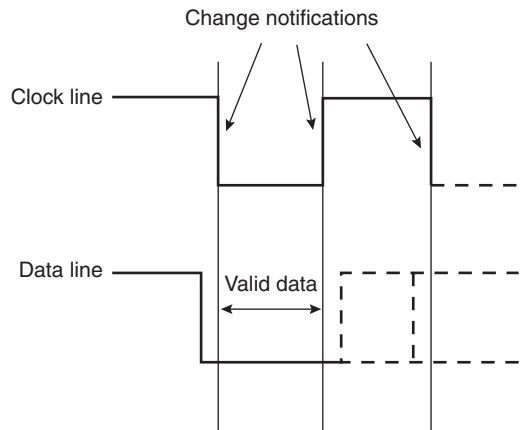 Change notifications
Clock line
Data line
Valid data